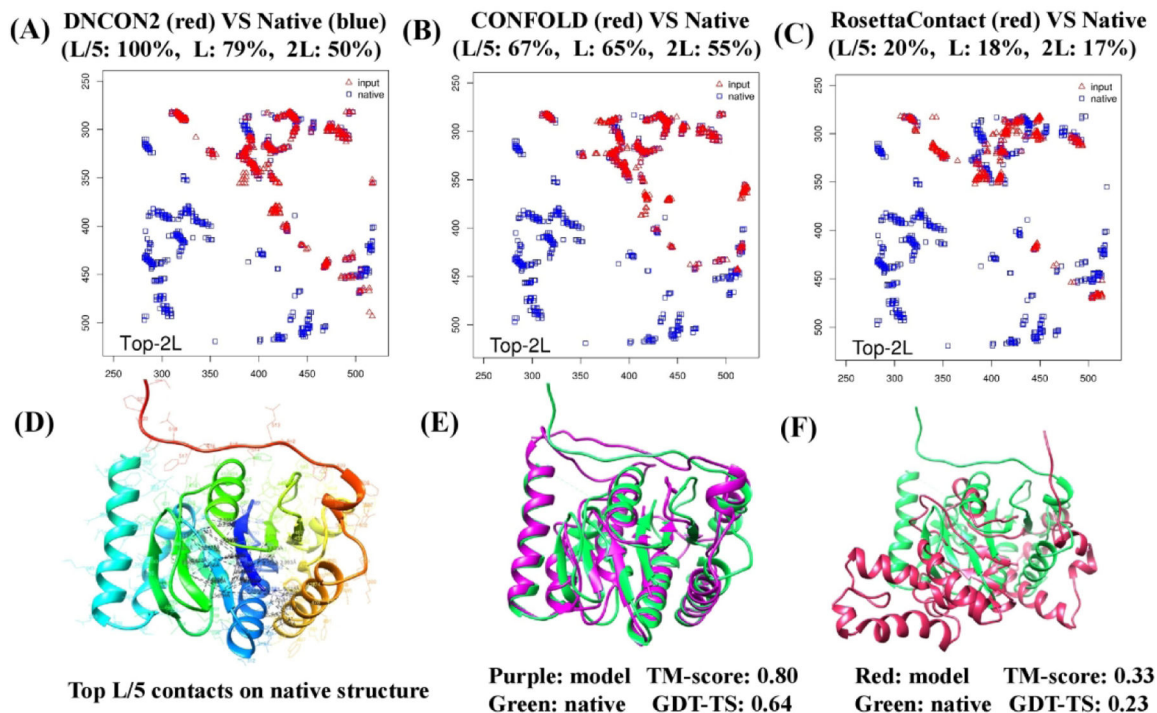 (A) DNCON2 (red) VS Native (blue)
(L/5: 100%, L: 79%, 2L: 50%)
250
300
350
400
450
500
input
native
Top-2L
250 300 350 400 450 500
(B) CONFOLD (red) VS Native
(L/5: 67%, L: 65%, 2L: 55%)
250
300
350
400
450
500
input
native
Top-2L
250 300 350 400 450 500
(C) RosettaContact (red) VS Native
(L/5: 20%, L: 18%, 2L: 17%)
250
300
350
400
450
500
input
native
Top-2L
250 300 350 400 450 500
(D)
Top L/5 contacts on native structure
(E)
Purple: model TM-score: 0.80
Green: native GDT-TS: 0.64
(F)
Red: model TM-score: 0.33
Green: native GDT-TS: 0.23